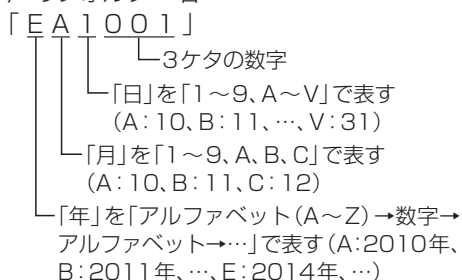 「EA1001」
3ケタの数字
「日」を「1～9、A～V」で表す
(A：10、B：11、…、V：31)
「月」を「1～9、A、B、C」で表す
(A：10、B：11、C：12)
「年」を「アルファベット(A～Z)→数字→
アルファベット→…」で表す(A：2010年、
B：2011年、…、E：2014年、…)